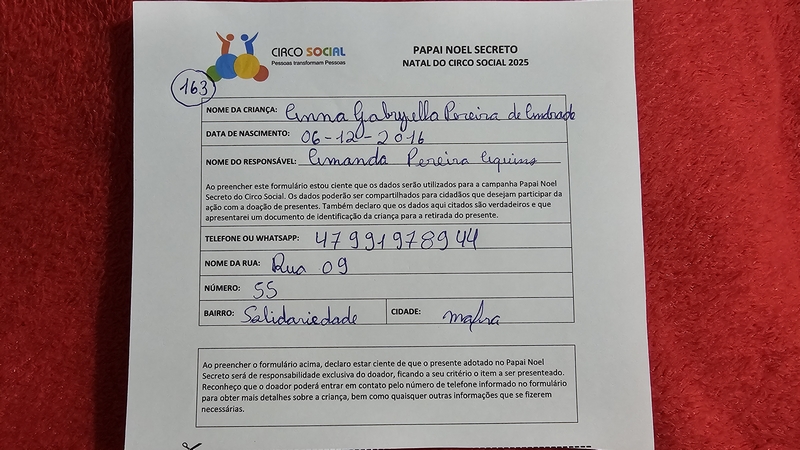 CIRCO SOCIAL
Pessoas transformam Pessoas
PAPAI NOEL SECRETO
NATAL DO CIRCO SOCIAL 2025
163
NOME DA CRIANÇA: Anna Gabryella Pereira de Andrade
DATA DE NASCIMENTO: 06-12-2016
NOME DO RESPONSÁVEL: Amanda Pereira
Ao preencher este formulário estou ciente que os dados serão utilizados para a campanha Papai Noel
Secreto do Circo Social. Os dados poderão ser compartilhados para cidadãos que desejam participar da
ação com a doação de presentes. Também declaro que os dados aqui citados são verdadeiros e que
apresentarei um documento de identificação da criança para a retirada do presente.
TELEFONE OU WHATSAPP: 47991978944
NOME DA RUA: Rua 09
NÚMERO: 55
BAIRRO: Solidariedade CIDADE: mafra
Ao preencher o formulário acima, declaro estar ciente de que o presente adotado no Papai Noel
Secreto será de responsabilidade exclusiva do doador, ficando a seu critério o item a ser presenteado.
Reconheço que o doador poderá entrar em contato pelo número de telefone informado no formulário
para obter mais detalhes sobre a criança, bem como quaisquer outras informações que se fizerem
necessárias.